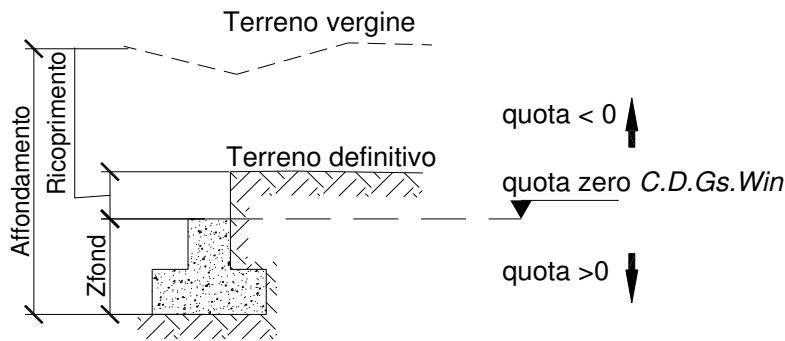 Terreno vergine
Affondamento
Ricoprimento
quota < 0
Terreno definitivo
quota zero C.D.Gs.Win
Zfond
quota >0